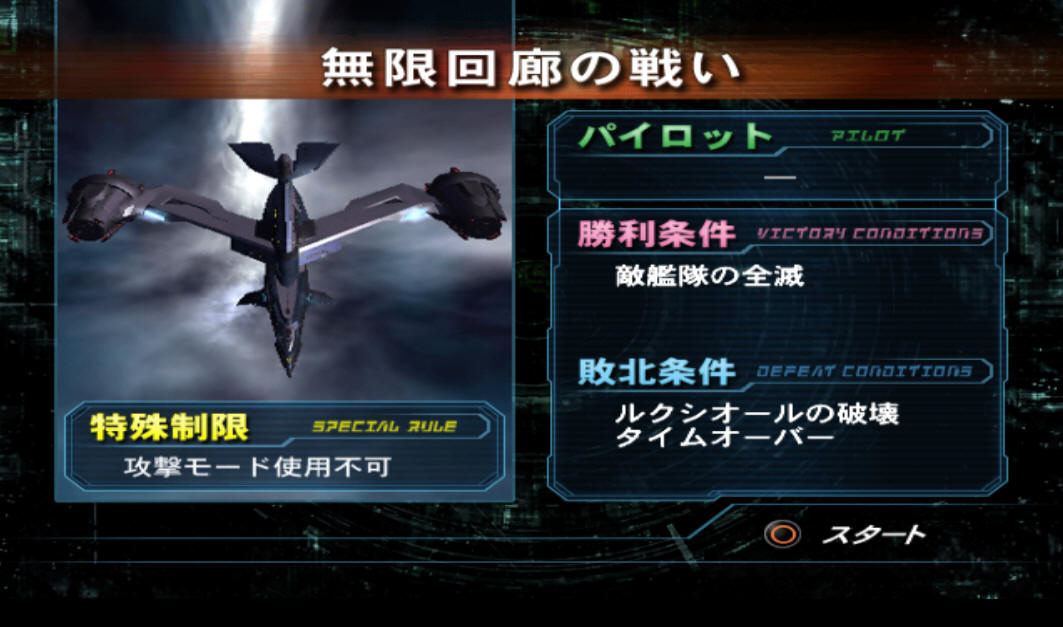 無限回廊の戦い
パイロット PILOT
—
勝利条件 VICTORY CONDITIONS
敵艦隊の全滅
敗北条件 DEFEAT CONDITIONS
ルクシオールの破壊
タイムオーバー
特殊制限 SPECIAL RULE
攻撃モード使用不可
スタート